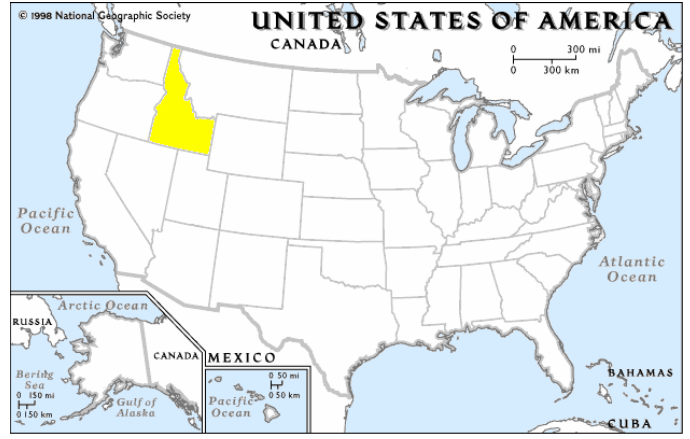 © 1998 National Geographic Society
UNITED STATES OF AMERICA
CANADA
0 300 mi
0 300 km
Pacific
Ocean
Atlantic
Ocean
Arctic Ocean
RUSSIA
CANADA
MEXICO
Bering
Sea
0 150 mi
0 150 km
Gulf of
Alaska
0 50 mi
0 50 km
Pacific
Ocean
BAHAMAS
CUBA